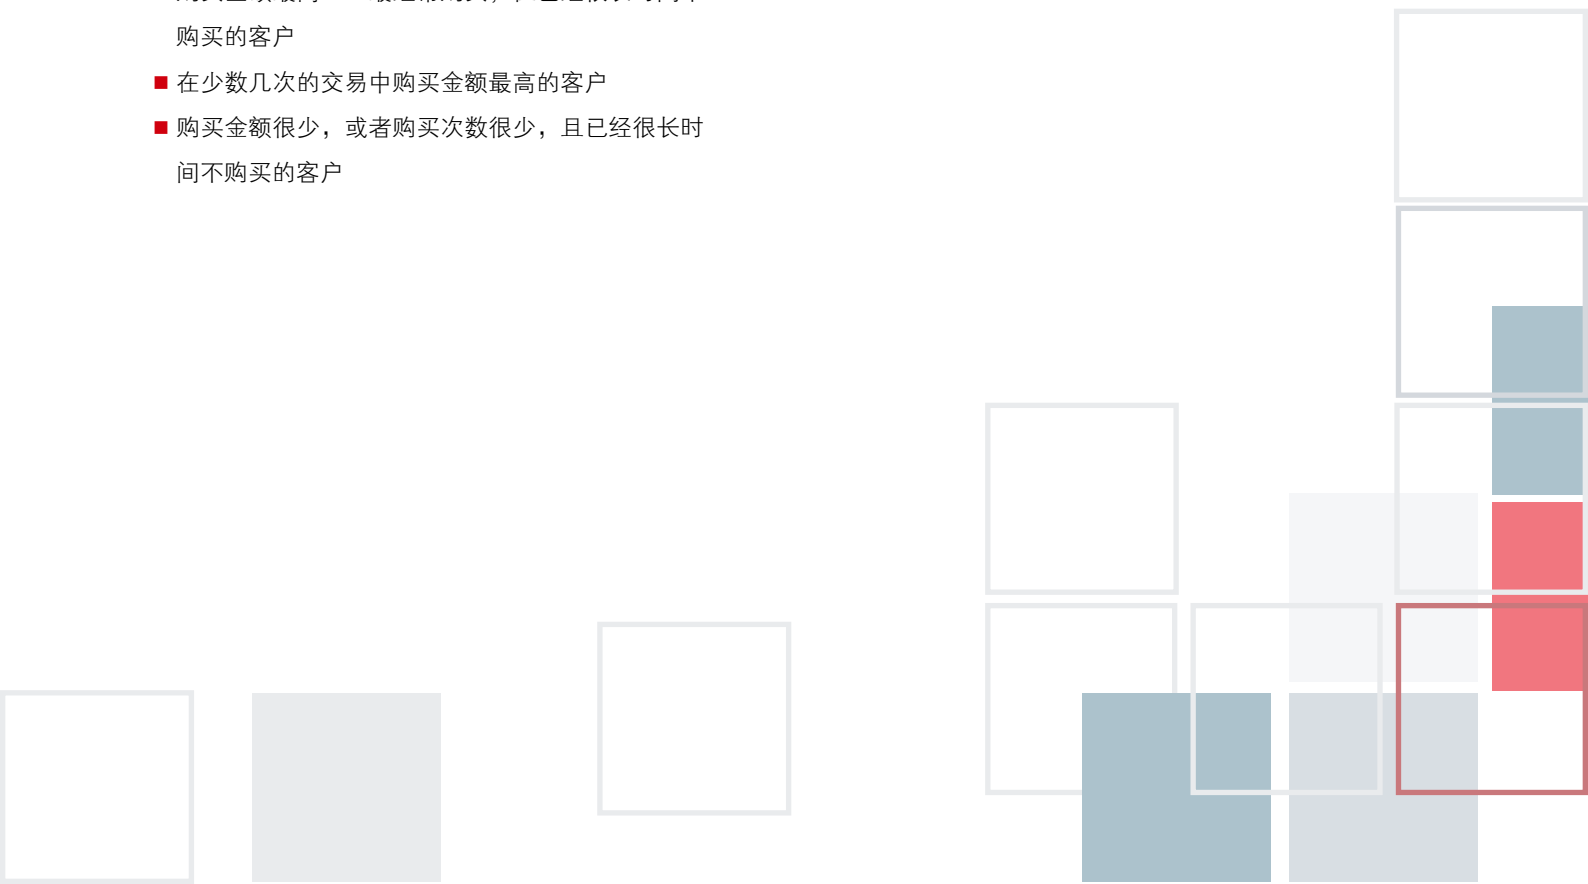 购买的客户
在少数几次的交易中购买金额最高的客户
购买金额很少，或者购买次数很少，且已经很长时
间不购买的客户